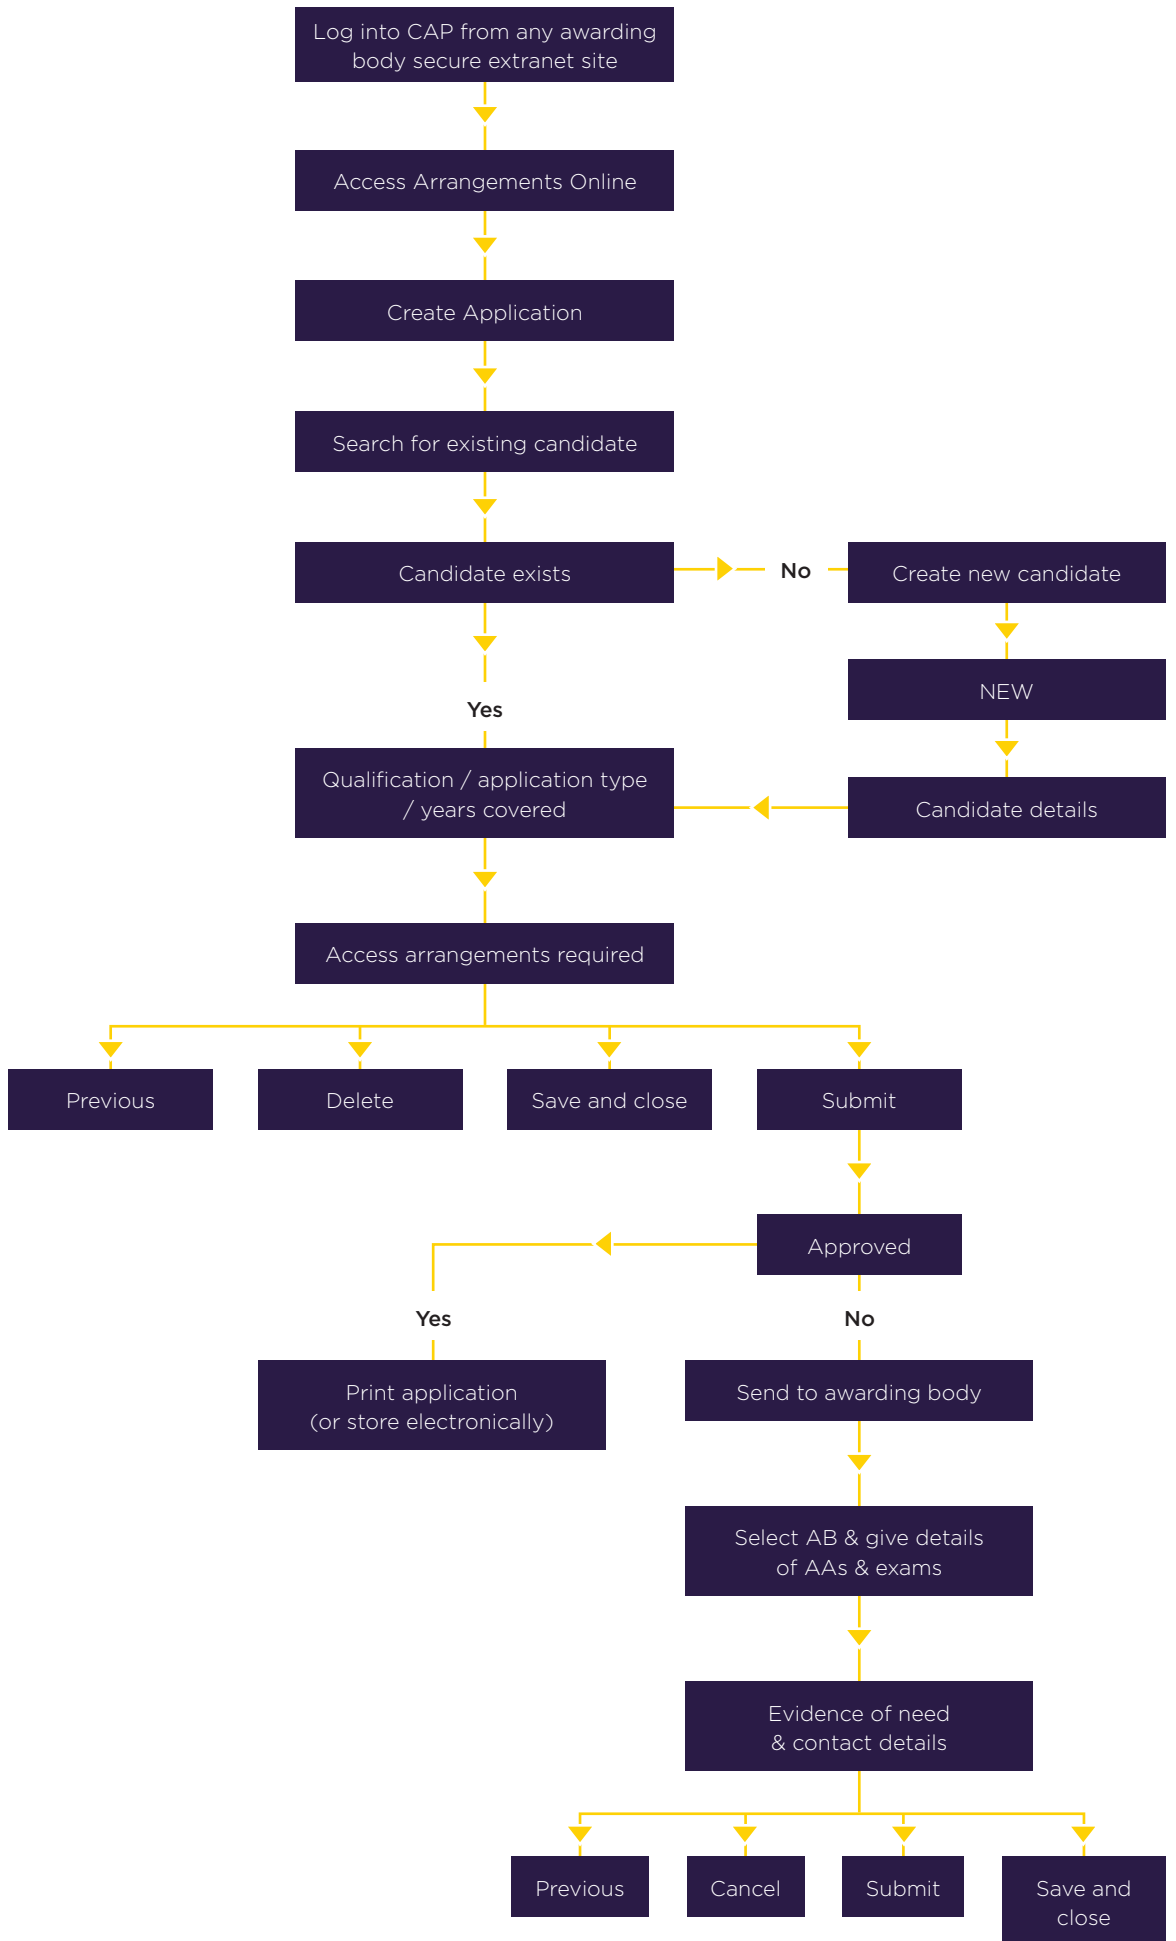 Log into CAP from any awarding
body secure extranet site
Access Arrangements Online
Create Application
Search for existing candidate
Candidate exists
No
Create new candidate
NEW
Yes
Qualification / application type
/ years covered
Candidate details
Access arrangements required
Previous
Delete
Save and close
Submit
Approved
Yes
No
Print application
(or store electronically)
Send to awarding body
Select AB & give details
of AAs & exams
Evidence of need
& contact details
Previous
Cancel
Submit
Save and
close